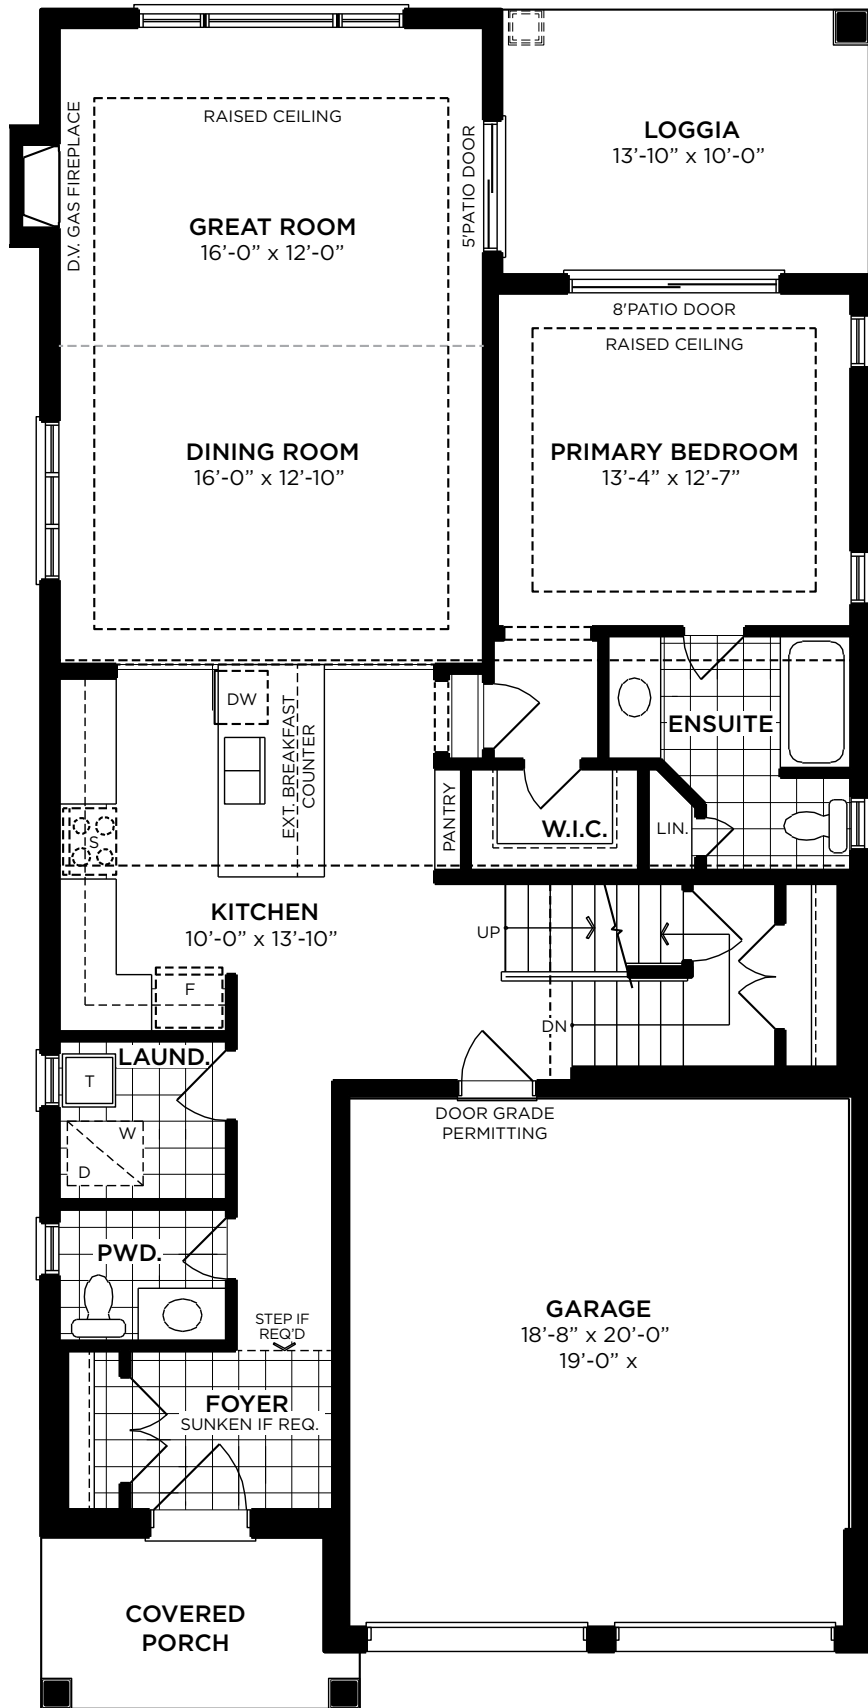 RAISED CEILING
D.V. GAS FIREPLACE
GREAT ROOM
16’-0” x 12’-0”
5'PATIO DOOR
LOGGIA
13’-10” x 10’-0”
8'PATIO DOOR
RAISED CEILING
DINING ROOM
16’-0” x 12’-10”
PRIMARY BEDROOM
13’-4” x 12’-7”
DW
EXT. BREAKFAST
COUNTER
ENSUITE
PANTRY
W.I.C.
LIN.
S
KITCHEN
10’-0” x 13’-10”
UP
F
DN
LAUND.
T
W
D
DOOR GRADE
PERMITTING
PWD.
STEP IF
REQ'D
GARAGE
18’-8” x 20’-0”
19’-0” x
FOYER
SUNKEN IF REQ.
COVERED
PORCH